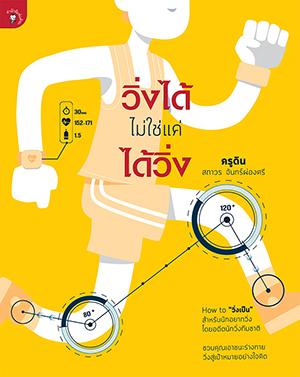 วิ่งได้
ไม่ใช่แค่
ได้วิ่ง
30 min
152-171
1.5
ครูดิน
สถาวร จันทร์ผ่องศรี
120°
80°
How to "วิ่งเป็น"
สำหรับนักอยากวิ่ง
โดยอดีตนักวิ่งทีมชาติ
ชวนคุณเอาชนะร่างกาย
วิ่งสู่เป้าหมายอย่างใจคิด